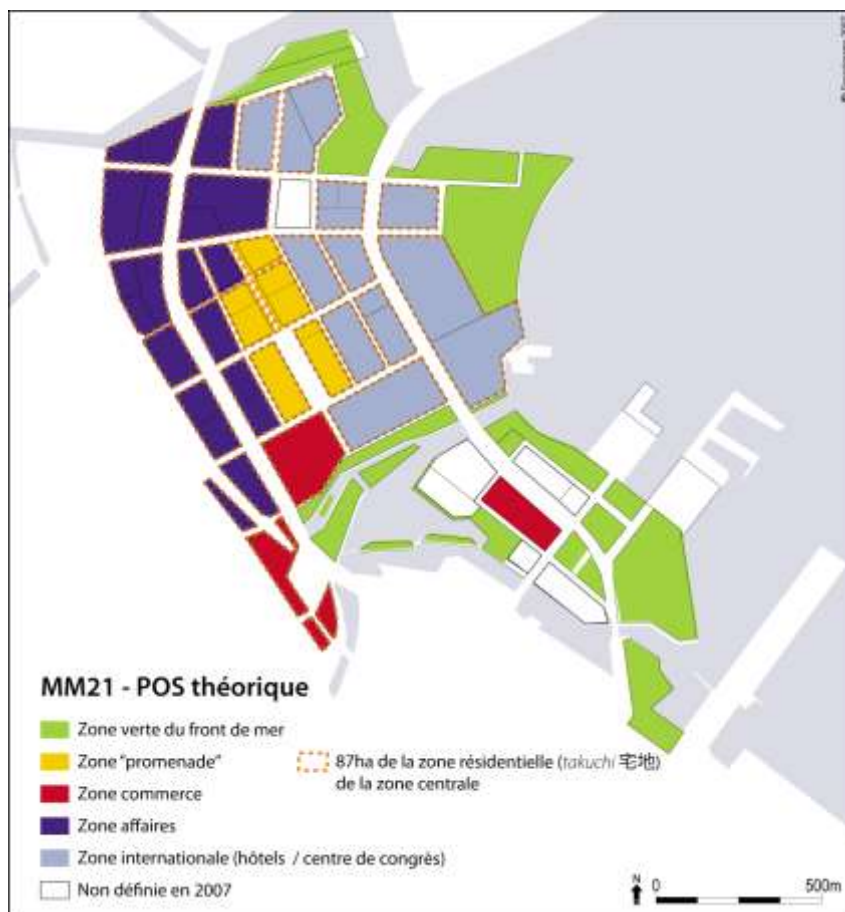 MM21 - POS théorique
Zone verte du front de mer
Zone "promenade"
Zone commerce
Zone affaires
Zone internationale (hôtels / centre de congrès)
Non définie en 2007
87ha de la zone résidentielle (takuchi 宅地)
de la zone centrale
N
0 500m